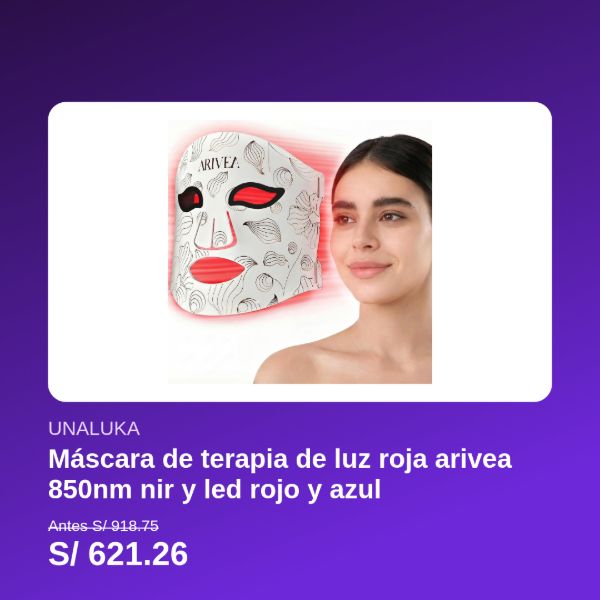 ARIVEA
UNALUKA
Máscara de terapia de luz roja arivea
850nm nir y led rojo y azul
Antes S/ 918.75
S/ 621.26